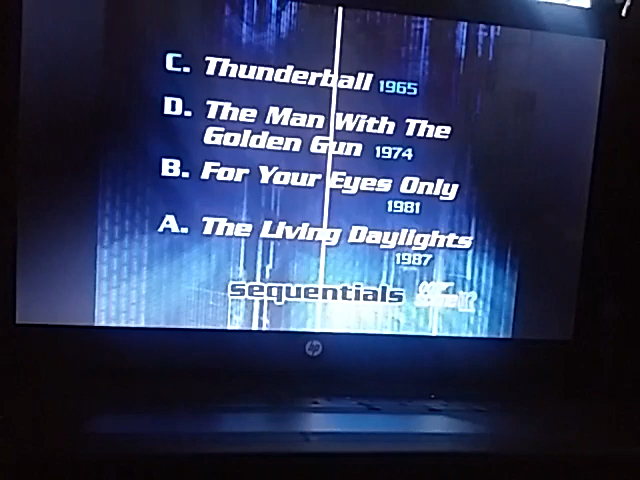 C. Thunderball 1965
D. The Man With The
Golden Gun 1974
B. For Your Eyes Only
1981
A. The Living Daylights
1987
sequentials
hp